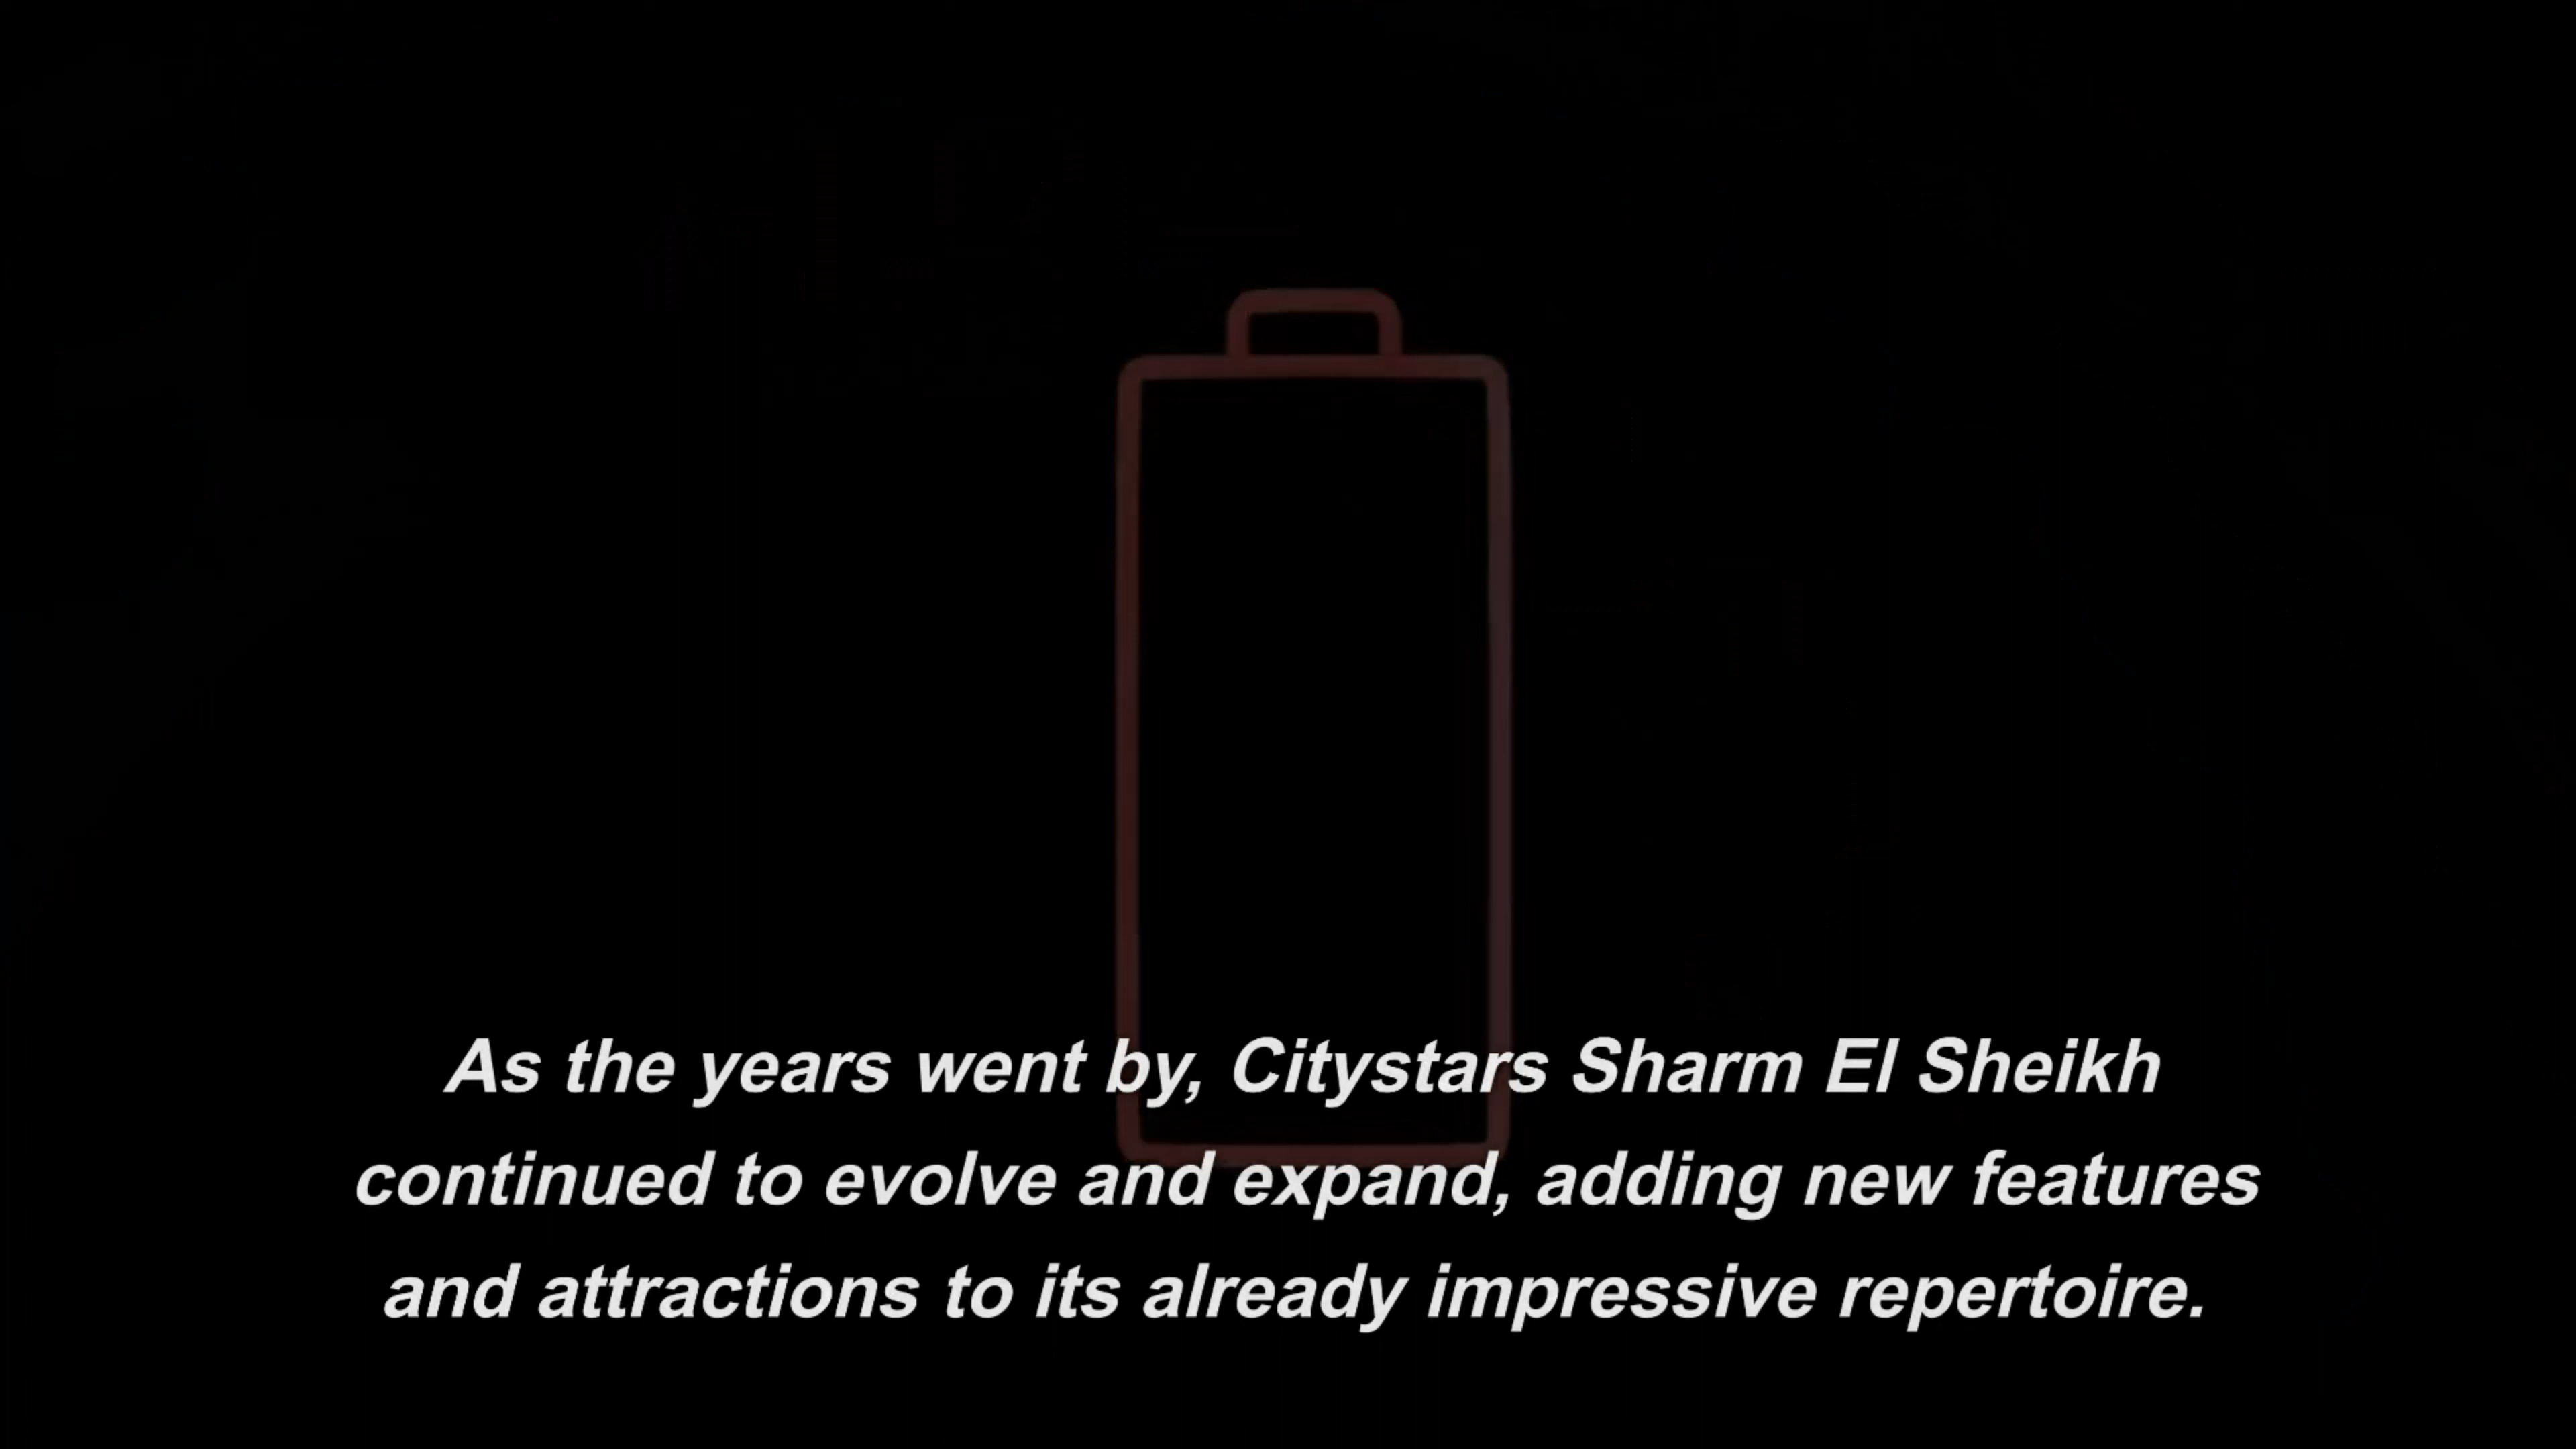 As the years went by, Citystars Sharm El Sheikh
continued to evolve and expand, adding new features
and attractions to its already impressive repertoire.